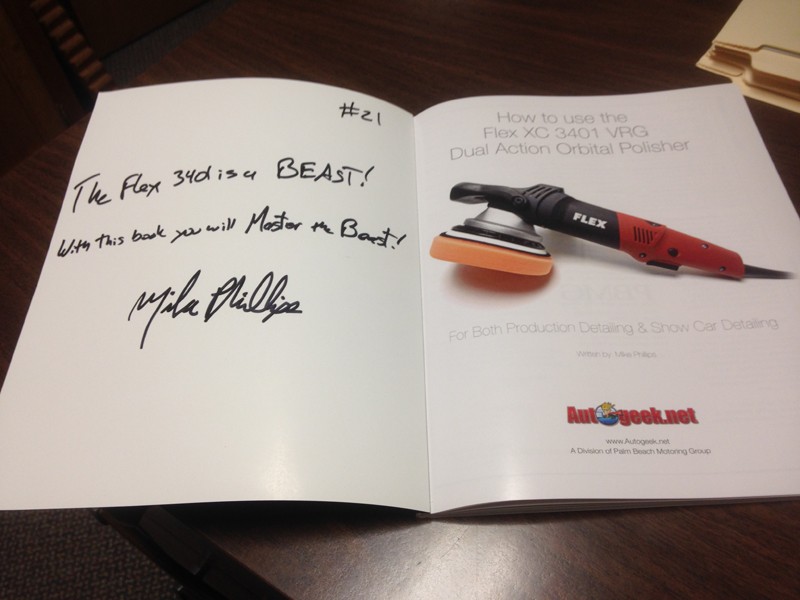 #21
The Flex 3401 is a BEAST!
With this book you will Master the Beast!
Mike Phillips
How to use the
Flex XC 3401 VRG
Dual Action Orbital Polisher
FLEX
For Both Production Detailing & Show Car Detailing
Written by: Mike Phillips
Autogeek.net
www.Autogeek.net
A Division of Palm Beach Motoring Group